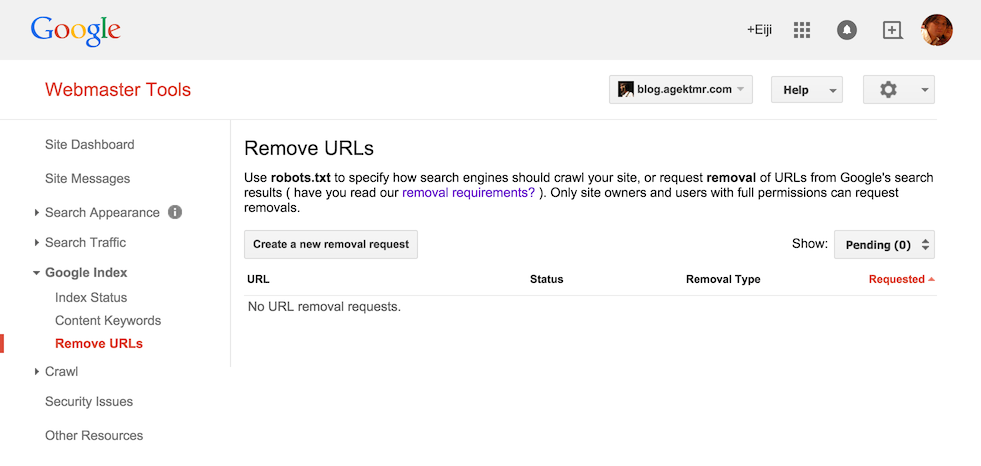 Google
+Eiji
Webmaster Tools
blog.agektmr.com
Help
Site Dashboard
Site Messages
Search Appearance i
Search Traffic
Google Index
Index Status
Content Keywords
Remove URLs
Crawl
Security Issues
Other Resources
Remove URLs
Use robots.txt to specify how search engines should crawl your site, or request removal of URLs from Google's search
results ( have you read our removal requirements? ). Only site owners and users with full permissions can request
removals.
Create a new removal request
Show: Pending (0)
URL Status Removal Type Requested
No URL removal requests.